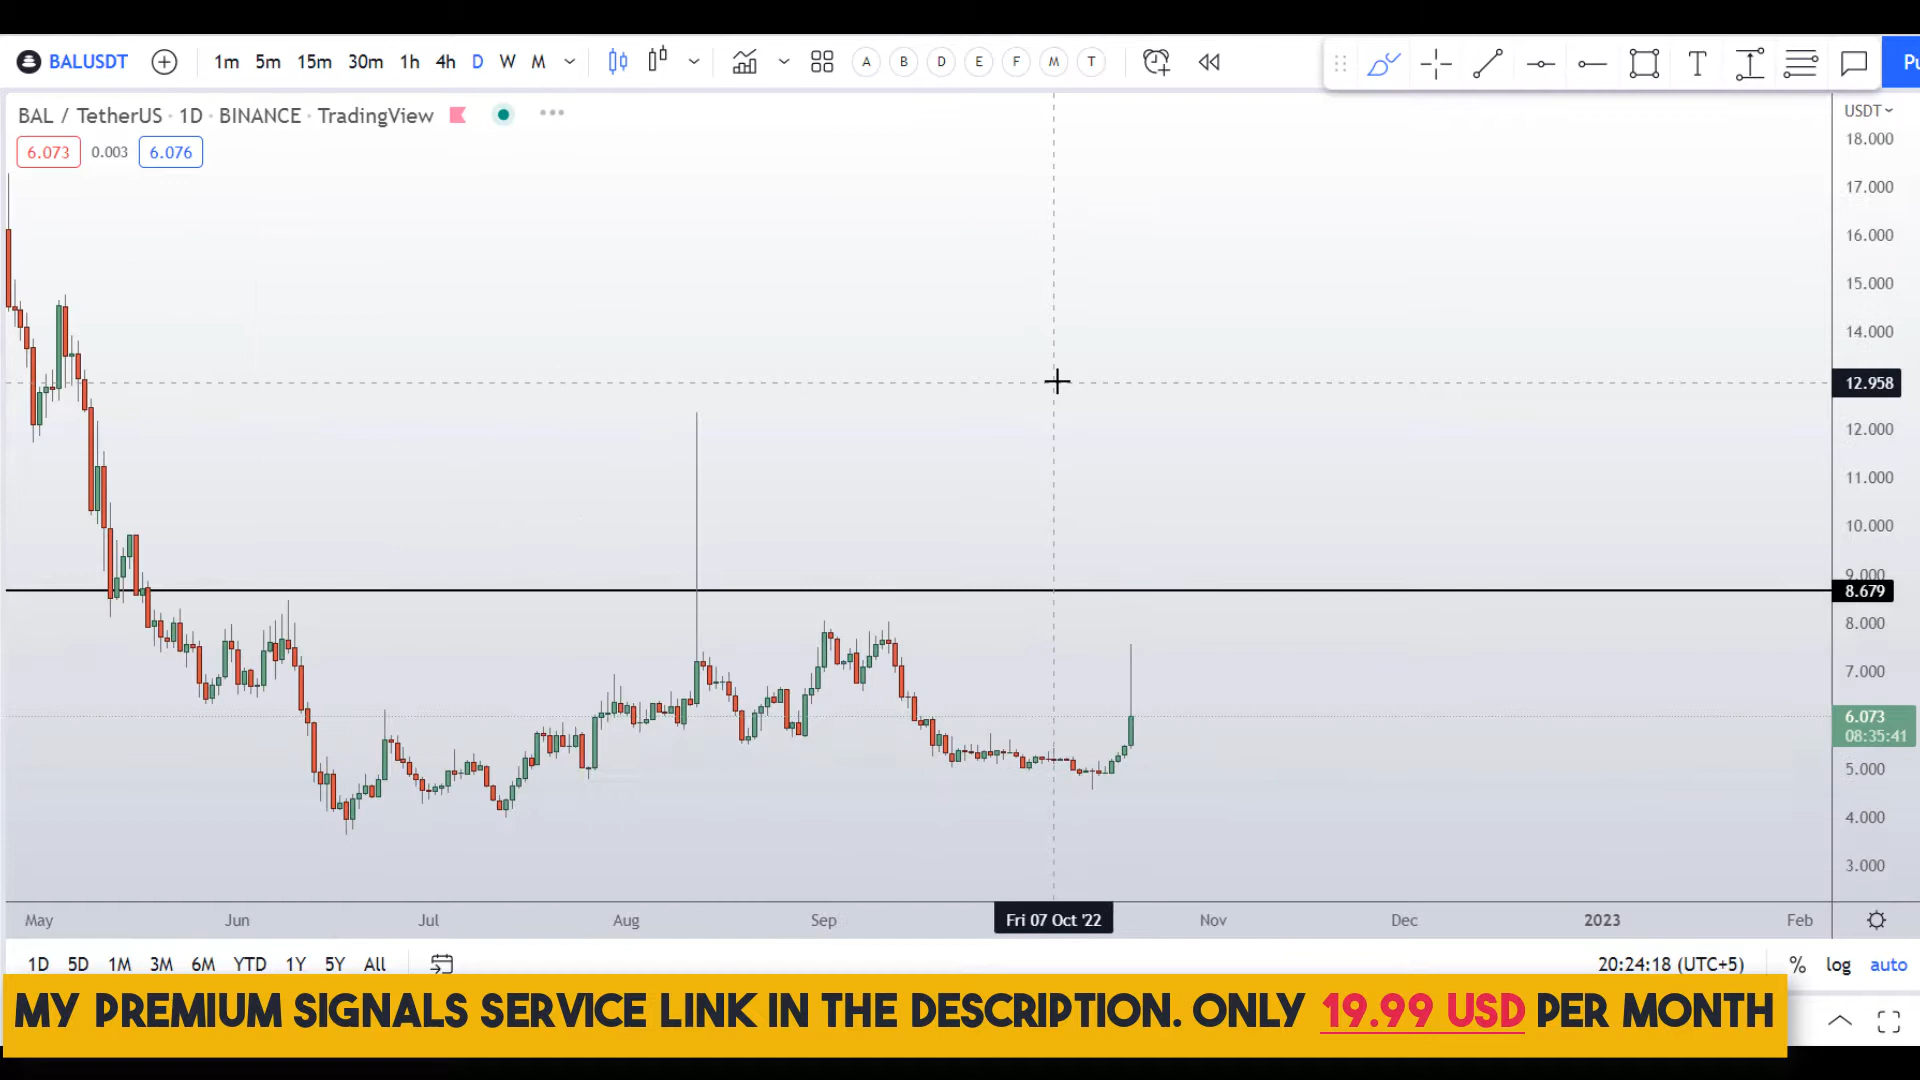 BALUSDT 1m 5m 15m 30m 1h 4h D W M A B D E F M T Pu
BAL / TetherUS · 1D · BINANCE · TradingView
6.073 0.003 6.076
USDT
18.000
17.000
16.000
15.000
14.000
12.958
12.000
11.000
10.000
9.000
8.679
8.000
7.000
6.073
08:35:41
5.000
4.000
3.000
May Jun Jul Aug Sep Fri 07 Oct '22 Nov Dec 2023 Feb
1D 5D 1M 3M 6M YTD 1Y 5Y All 20:24:18 (UTC+5) % log auto
MY PREMIUM SIGNALS SERVICE LINK IN THE DESCRIPTION. ONLY 19.99 USD PER MONTH